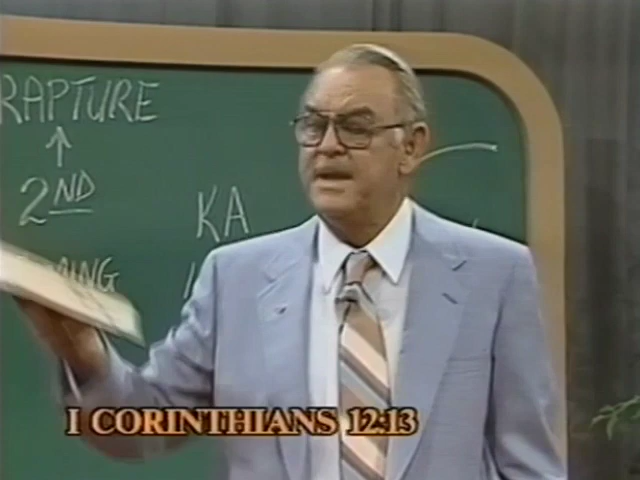 RAPTURE
↑
2ND
KA
I CORINTHIANS 12:13